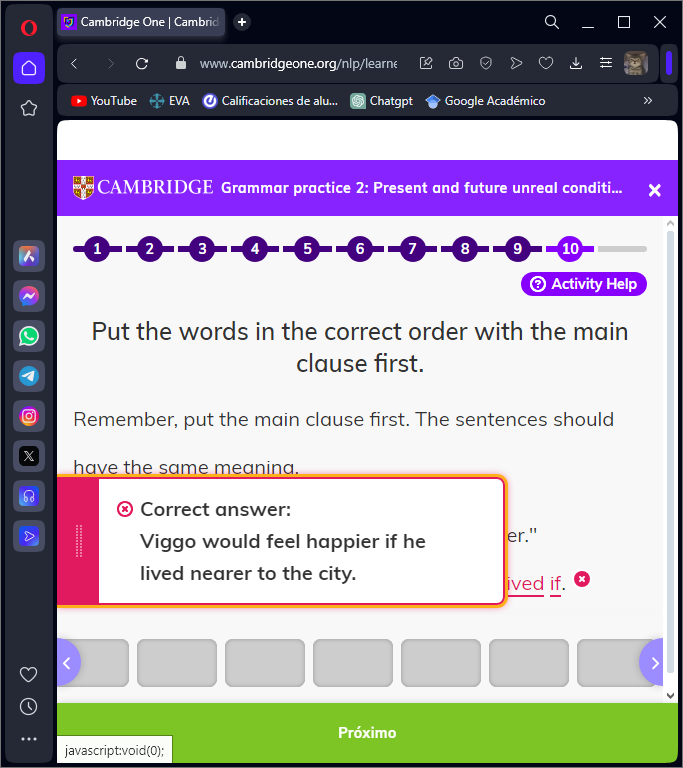 Cambridge One | Cambrid
www.cambridgeone.org/nlp/learne
YouTube
EVA
Calificaciones de alu...
Chatgpt
Google Académico
»
CAMBRIDGE
Grammar practice 2: Present and future unreal conditi...
1 2 3 4 5 6 7 8 9 10
Activity Help
Put the words in the correct order with the main
clause first.
Remember, put the main clause first. The sentences should
have the same meaning.
er."
Correct answer:
Viggo would feel happier if he
lived nearer to the city.
ived if.
Próximo
javascript:void(0);